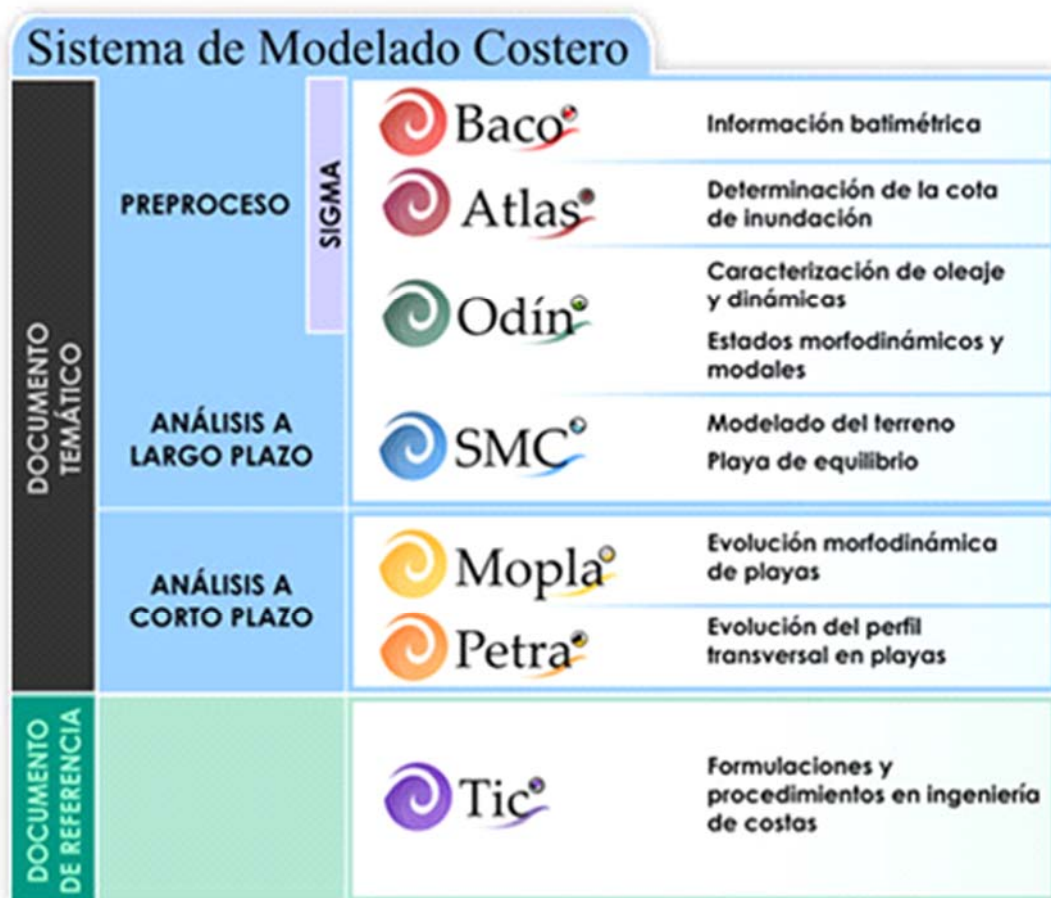 Sistema de Modelado Costero
DOCUMENTO
TEMÁTICO
PREPROCESO
SIGMA
Baco
Información batimétrica
Atlas
Determinación de la cota
de inundación
Odín
Caracterización de oleaje
y dinámicas
Estados morfodinámicos y
modales
ANÁLISIS A
LARGO PLAZO
SMC
Modelado del terreno
Playa de equilibrio
ANÁLISIS A
CORTO PLAZO
Mopla
Evolución morfodinámica
de playas
Petra
Evolución del perfil
transversal en playas
DOCUMENTO
DE REFERENCIA
Tic
Formulaciones y
procedimientos en ingeniería
de costas